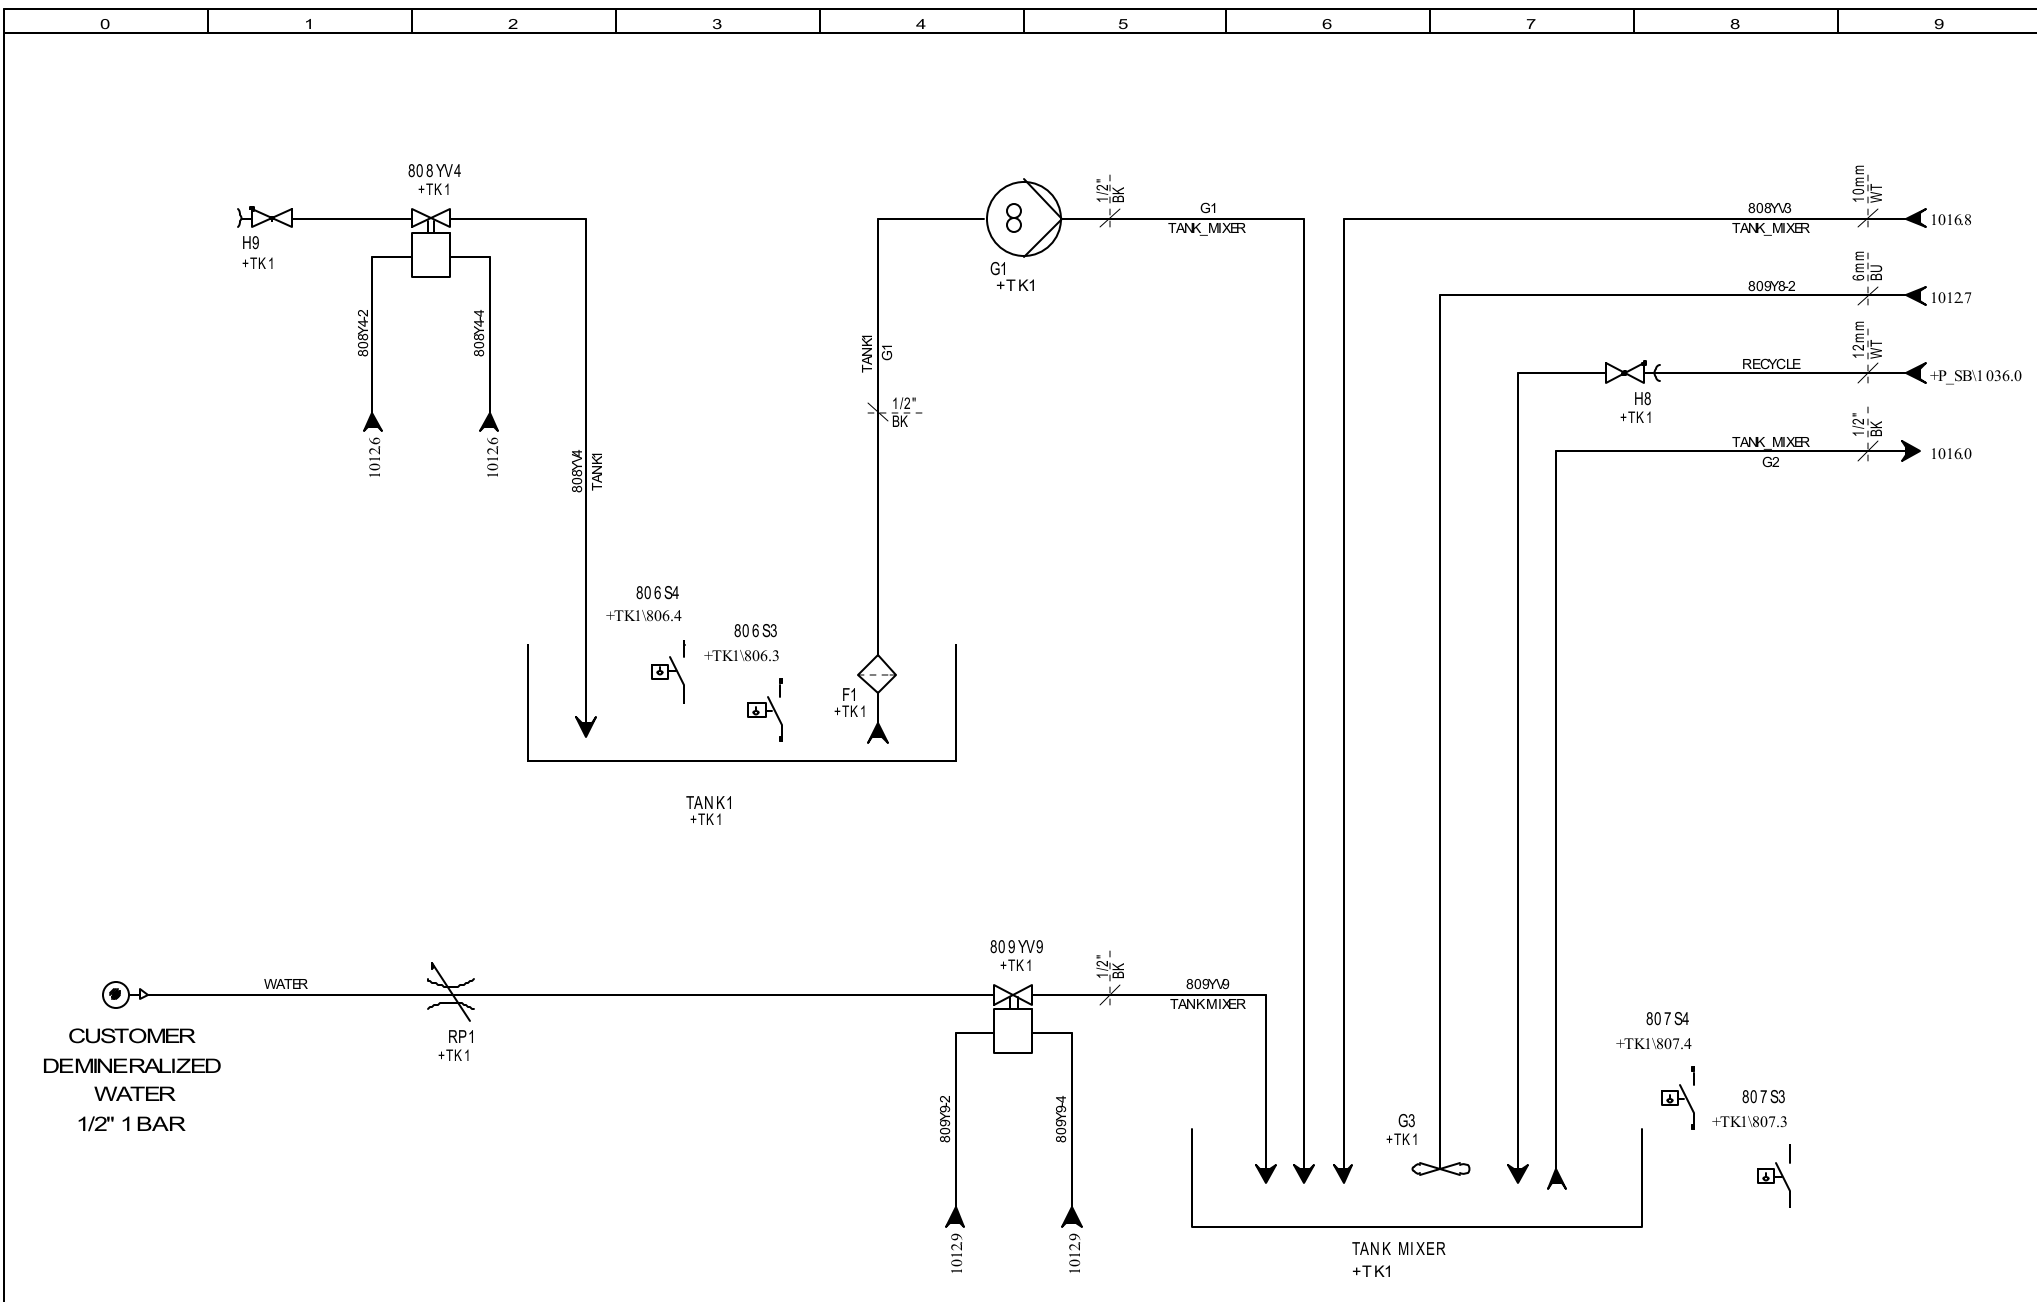 0 1 2 3 4 5 6 7 8 9
808YV4
+TK1
H9
+TK1
808Y4-2
808Y4-4
1012.6
1012.6
808YV4
TANK1
TANK1
G1
1/2"
BK
G1
+TK1
1/2"
BK
G1
TANK_MIXER
808YV3
TANK_MIXER
10mm
WT
1016.8
809Y8-2
6mm
BU
1012.7
RECYCLE
12mm
WT
+P_SB\1036.0
H8
+TK1
TANK_MIXER
G2
1/2"
BK
1016.0
806S4
+TK1\806.4
806S3
+TK1\806.3
F1
+TK1
TANK1
+TK1
WATER
CUSTOMER
DEMINERALIZED
WATER
1/2" 1 BAR
RP1
+TK1
809YV9
+TK1
1/2"
BK
809YV9
TANKMIXER
809Y9-2
809Y9-4
1012.9
1012.9
G3
+TK1
807S4
+TK1\807.4
807S3
+TK1\807.3
TANK MIXER
+TK1